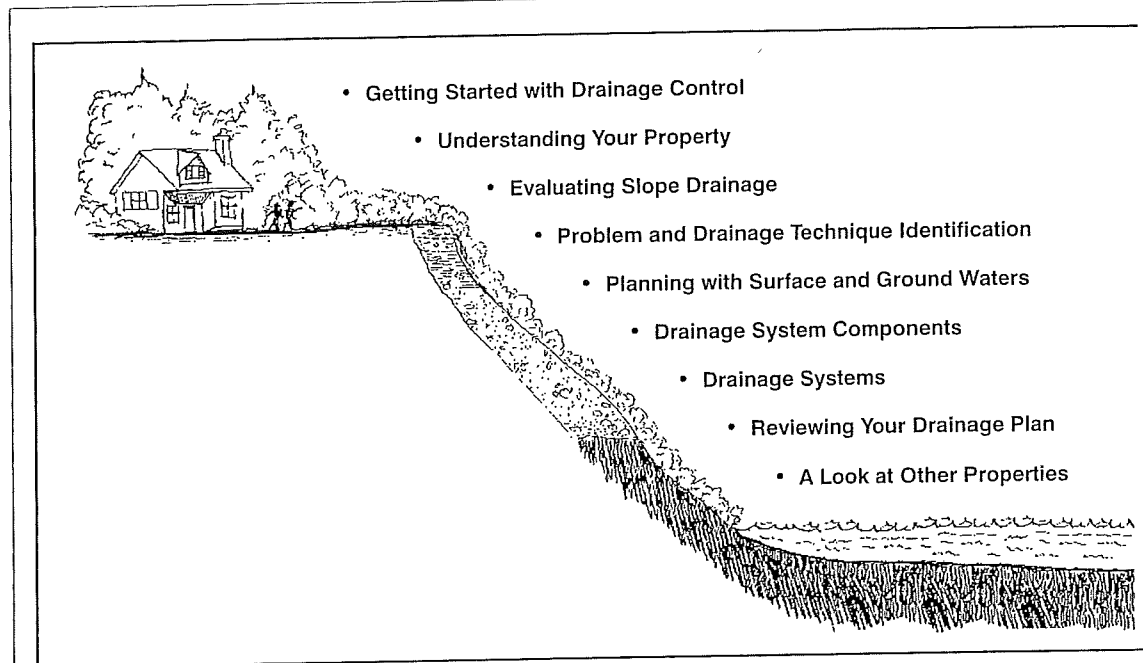 • Getting Started with Drainage Control
• Understanding Your Property
• Evaluating Slope Drainage
• Problem and Drainage Technique Identification
• Planning with Surface and Ground Waters
• Drainage System Components
• Drainage Systems
• Reviewing Your Drainage Plan
• A Look at Other Properties